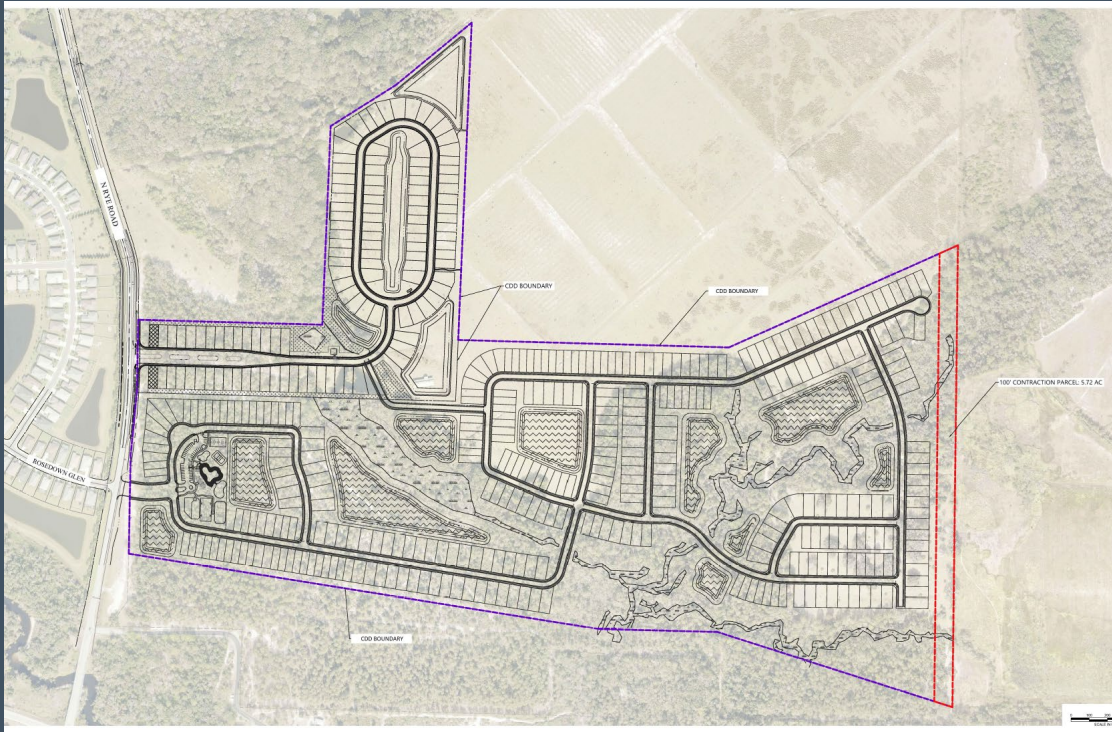 N RYE ROAD
CDD BOUNDARY
CDD BOUNDARY
100' CONTRACTION PARCEL: 5.72 AC
ROSEDOWN GLEN
CDD BOUNDARY